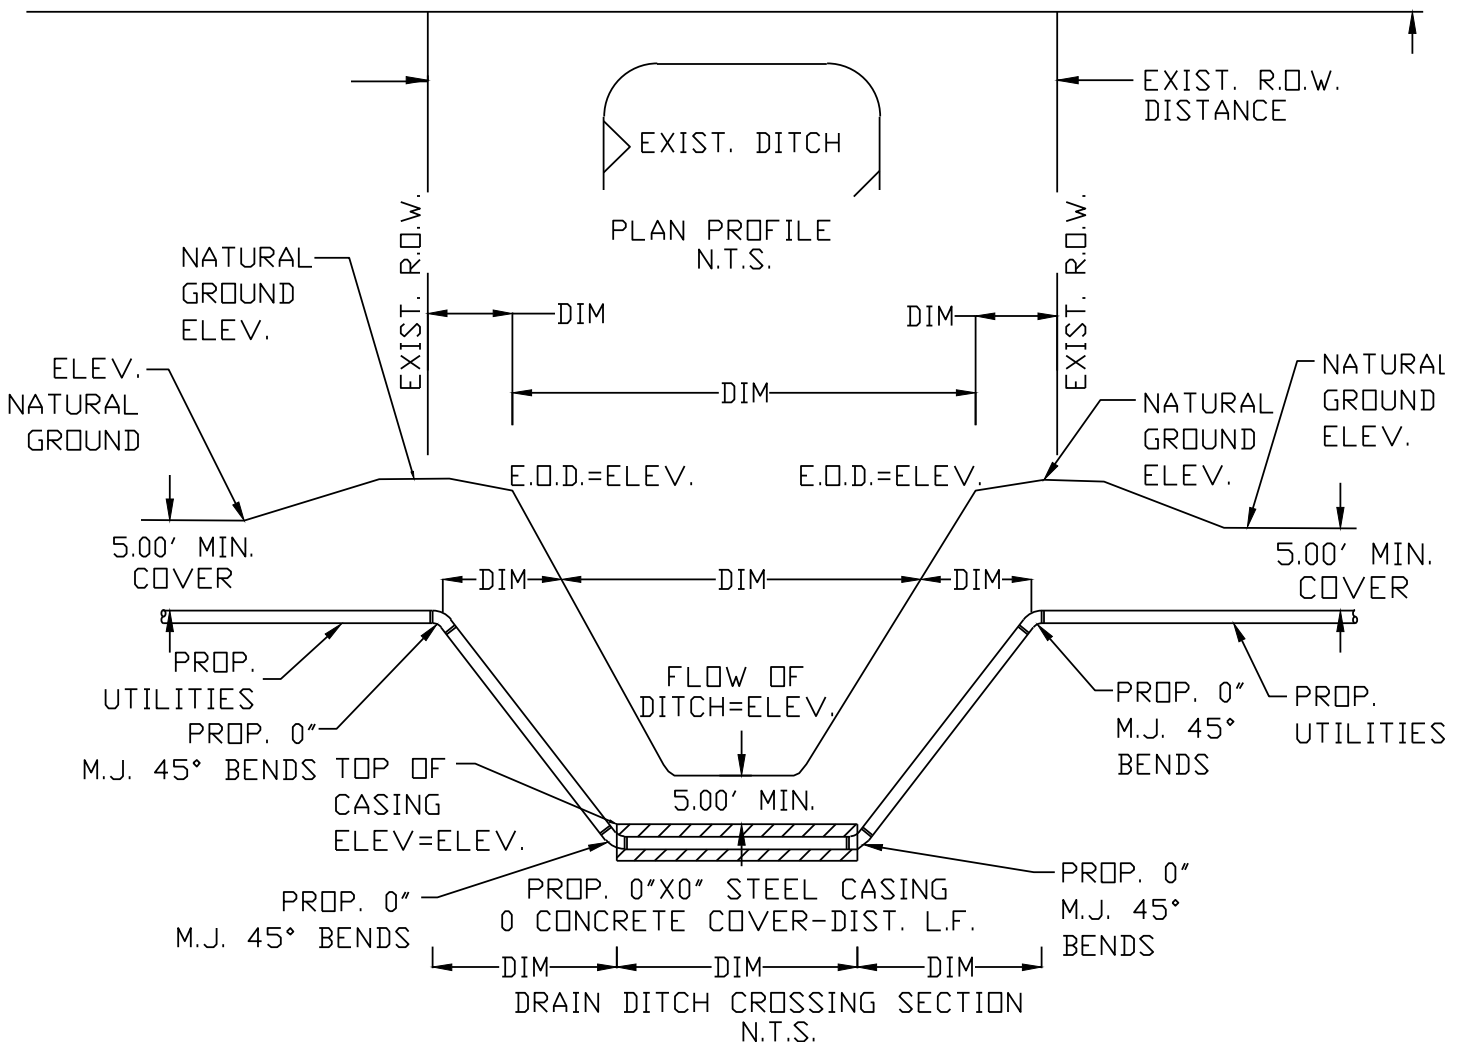 EXIST. R.O.W.
DISTANCE
EXIST. DITCH
PLAN PROFILE
N.T.S.
EXIST. R.O.W.
EXIST. R.O.W.
NATURAL
GROUND
ELEV.
DIM
DIM
ELEV.
NATURAL
GROUND
DIM
NATURAL
GROUND
ELEV.
NATURAL
GROUND
ELEV.
E.O.D.=ELEV.
E.O.D.=ELEV.
5.00' MIN.
COVER
5.00' MIN.
COVER
DIM
DIM
DIM
PROP.
UTILITIES
FLOW OF
DITCH=ELEV.
PROP. 0"
M.J. 45° BENDS
PROP. 0"
M.J. 45°
BENDS
PROP.
UTILITIES
TOP OF
CASING
ELEV=ELEV.
5.00' MIN.
PROP. 0"
M.J. 45° BENDS
PROP. 0"X0" STEEL CASING
0 CONCRETE COVER-DIST. L.F.
PROP. 0"
M.J. 45°
BENDS
DIM
DIM
DIM
DRAIN DITCH CROSSING SECTION
N.T.S.